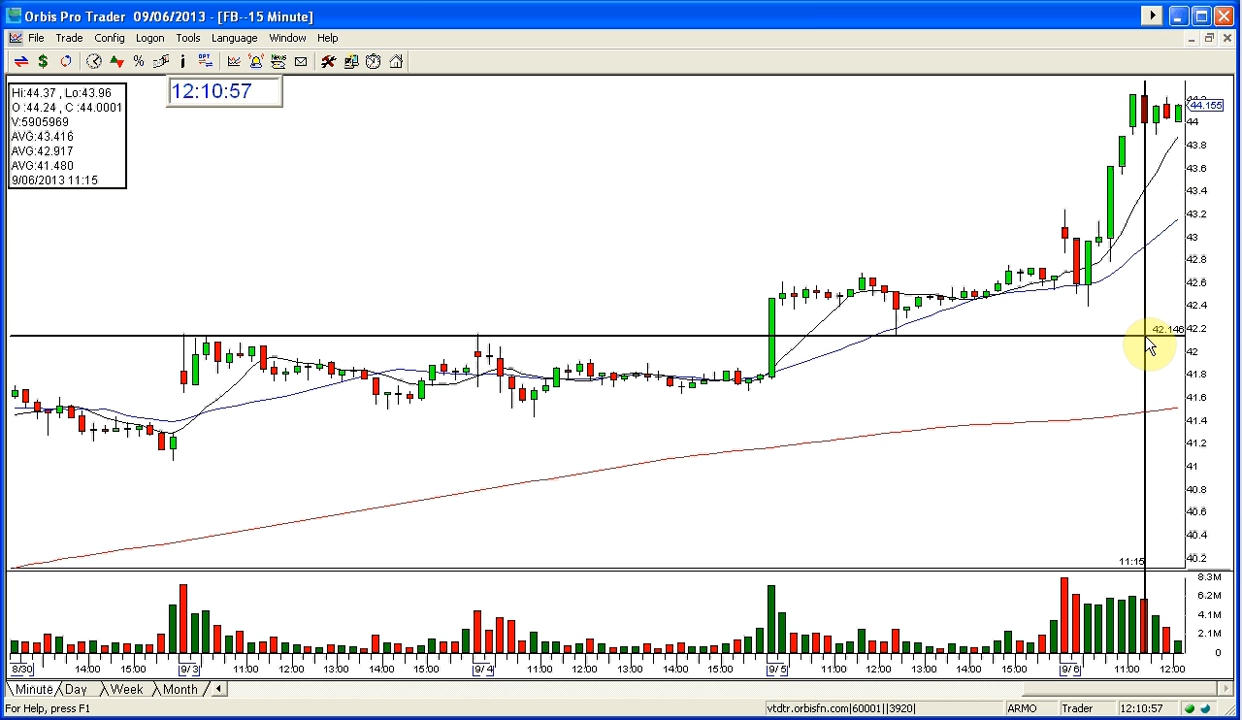 Orbis Pro Trader 09/06/2013 - [FB--15 Minute]
File Trade Config Logon Tools Language Window Help
12:10:57
Hi:44.37 , Lo:43.96
O :44.24 , C :44.0001
V:5905969
AVG:43.416
AVG:42.917
AVG:41.480
9/06/2013 11:15
44.155
44
43.8
43.6
43.4
43.2
43
42.8
42.6
42.4
42.146
42.2
42
41.8
41.6
41.4
41.2
41
40.8
40.6
40.4
40.2
11:15
8.3M
6.2M
4.1M
2.1M
0
8/30 14:00 15:00 9/ 3 11:00 12:00 13:00 14:00 15:00 9/ 4 11:00 12:00 13:00 14:00 15:00 9/ 5 11:00 12:00 13:00 14:00 15:00 9/ 6 11:00 12:00
Minute Day Week Month
For Help, press F1 vtdtr.orbisfn.com|60001||3920| ARMO Trader 12:10:57